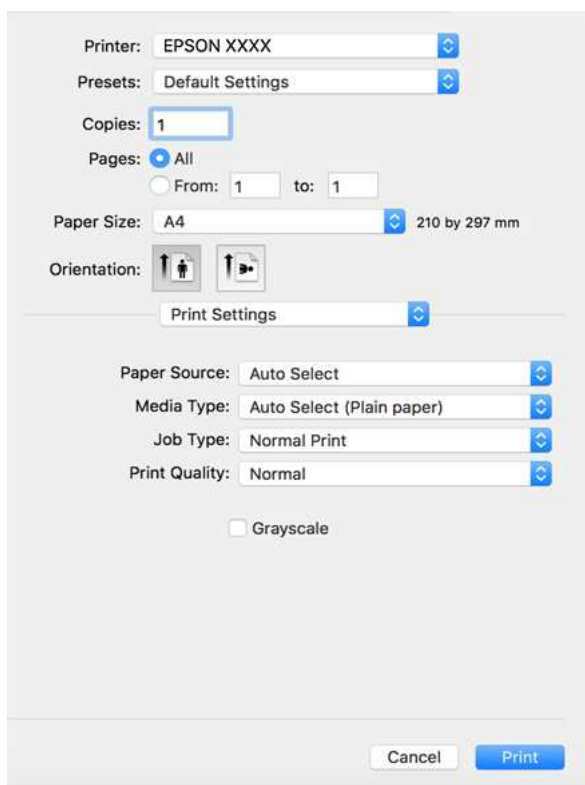 Printer: EPSON XXXX
Presets: Default Settings
Copies: 1
Pages: All
From: 1 to: 1
Paper Size: A4 210 by 297 mm
Orientation:
Print Settings
Paper Source: Auto Select
Media Type: Auto Select (Plain paper)
Job Type: Normal Print
Print Quality: Normal
Grayscale
Cancel Print